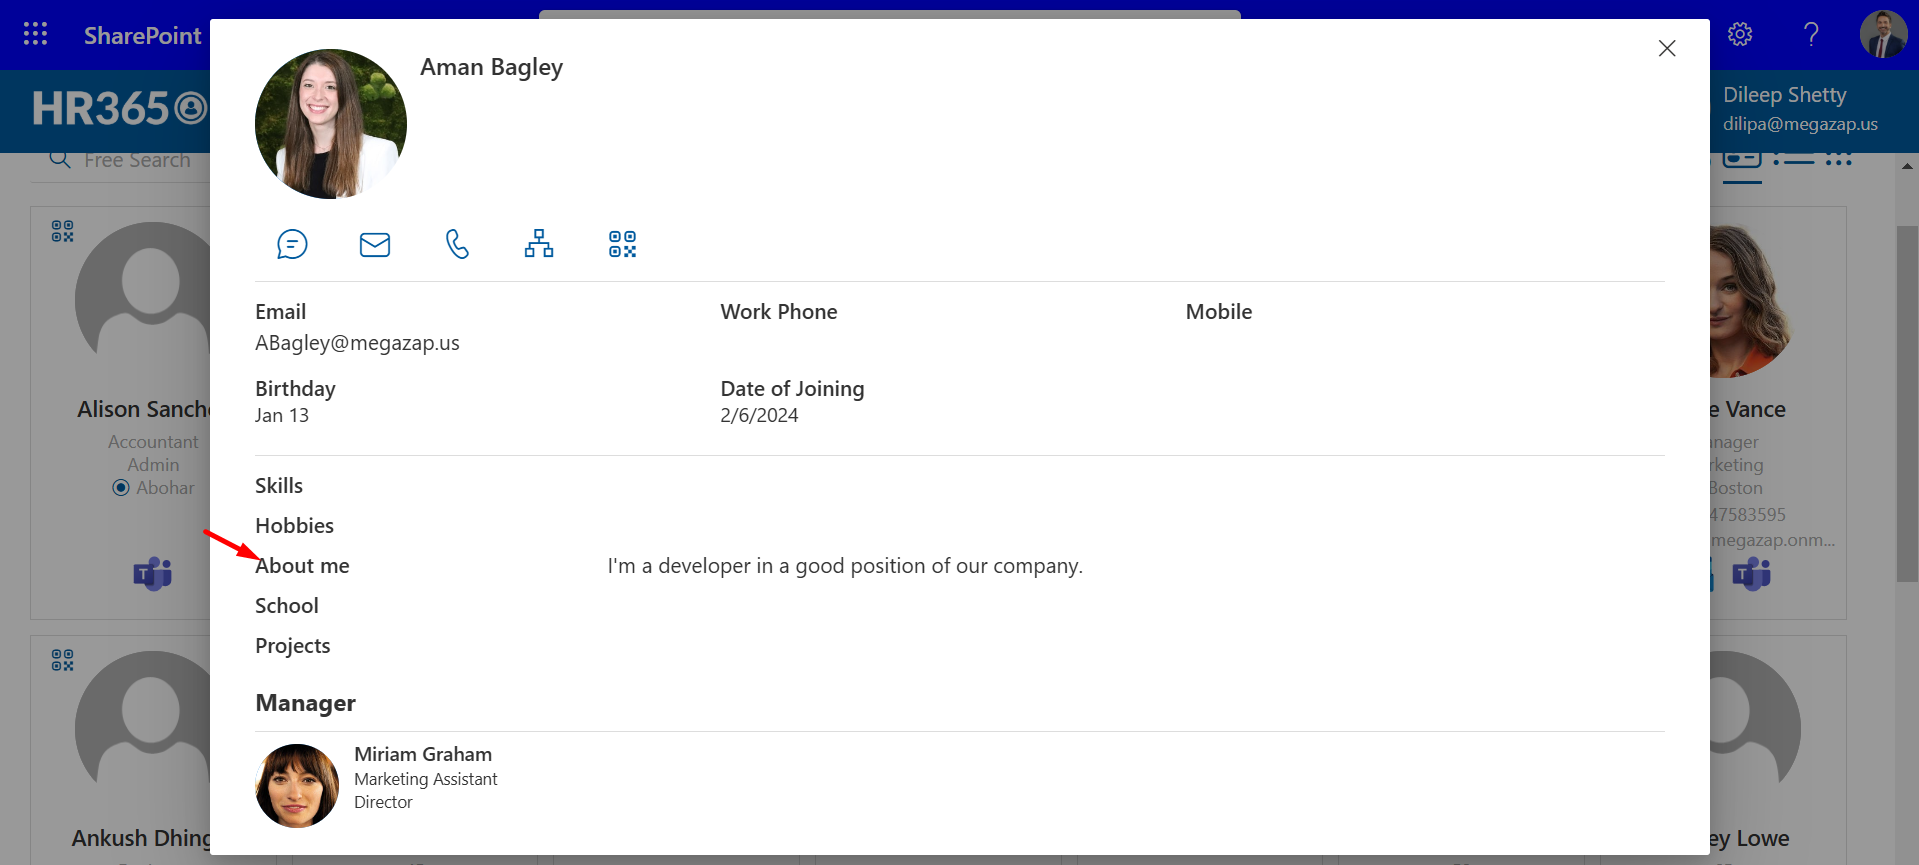 SharePoint
HR365
Dileep Shetty
dilipa@megazap.us
Free Search
Aman Bagley
Email
Work Phone
Mobile
ABagley@megazap.us
Birthday
Date of Joining
Jan 13
2/6/2024
Skills
Hobbies
About me
I'm a developer in a good position of our company.
School
Projects
Manager
Miriam Graham
Marketing Assistant
Director
Alison Sanch
Accountant
Admin
Abohar
T
Ankush Dhing
e Vance
nager
rketing
Boston
47583595
megazap.onm...
T
ey Lowe